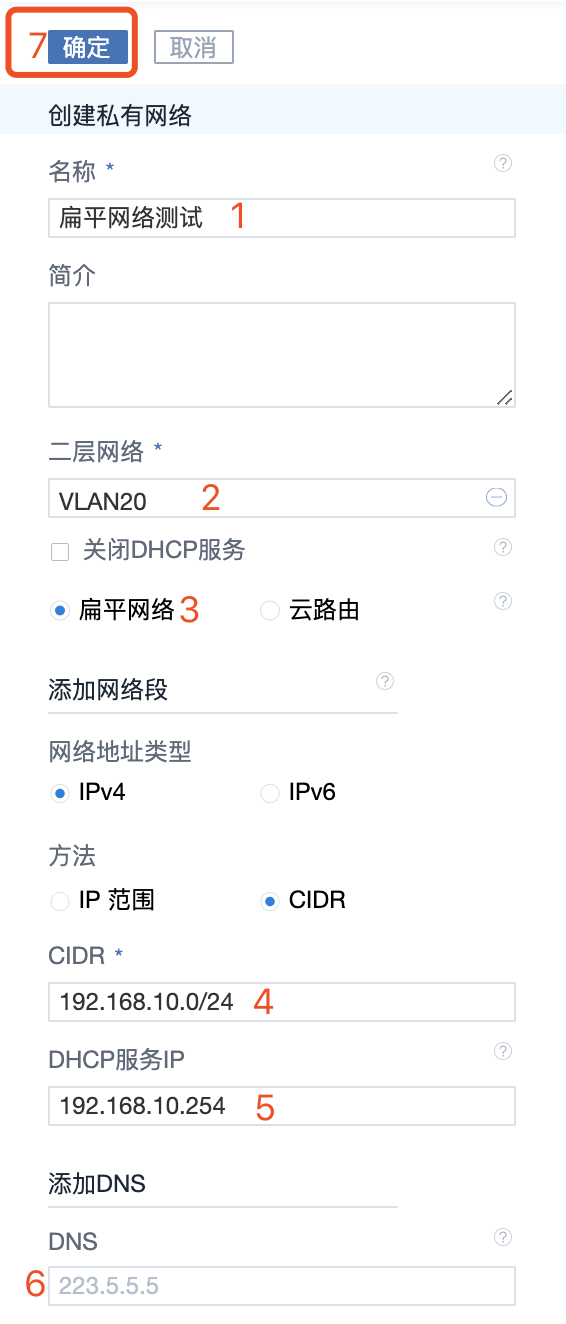 7 确定 取消
创建私有网络
名称 * ?
扁平网络测试 1
简介
二层网络 *
VLAN20 2
关闭DHCP服务 ?
扁平网络 3 云路由 ?
添加网络段 ?
网络地址类型
IPv4 IPv6
方法
IP 范围 CIDR
CIDR *
192.168.10.0/24 4
DHCP服务IP ?
192.168.10.254 5
添加DNS
DNS ?
6 223.5.5.5